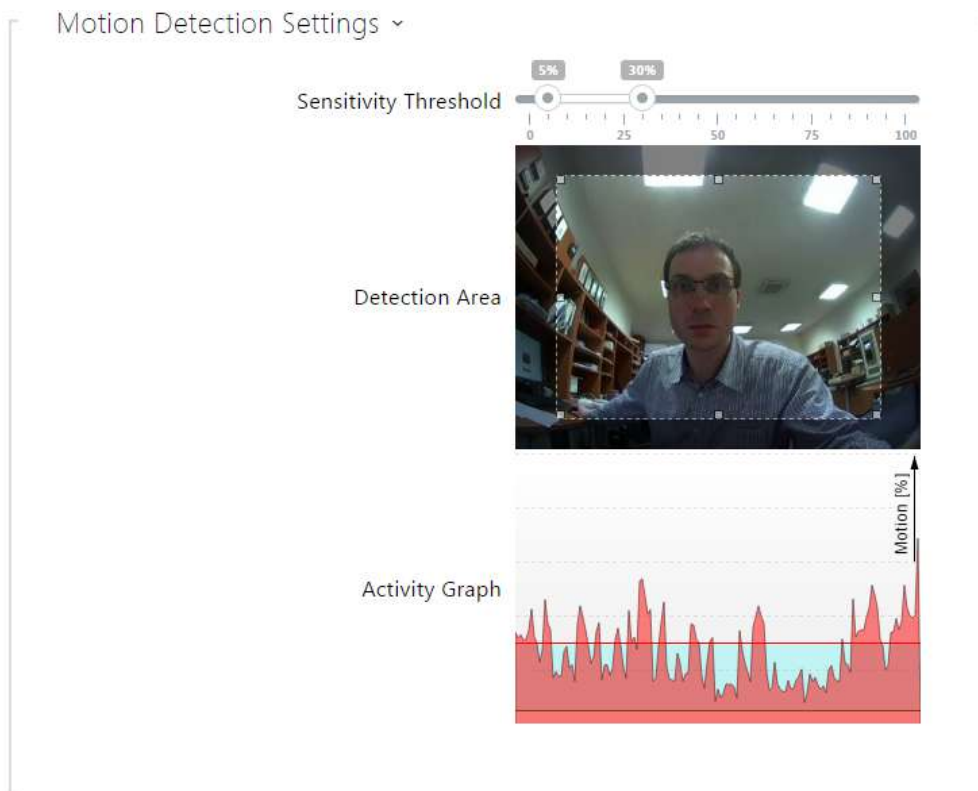 Motion Detection Settings
5% 30%
Sensitivity Threshold
0 25 50 75 100
Detection Area
Motion [%]
Activity Graph